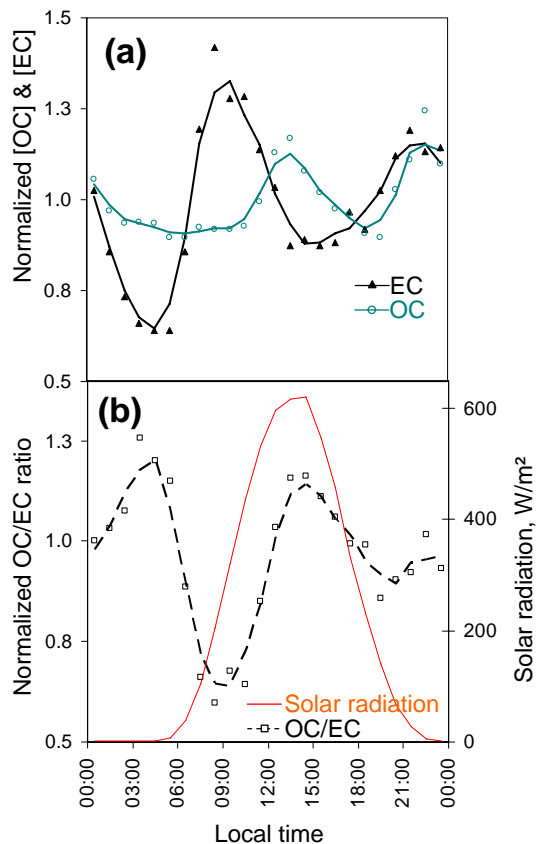 (a)
Normalized [OC] & [EC]
1.5
1.3
1.0
0.8
0.5
EC
OC
(b)
Normalized OC/EC ratio
1.3
1.0
0.8
0.5
600
400
200
0
Solar radiation, W/m²
Solar radiation
OC/EC
00:00
03:00
06:00
09:00
12:00
15:00
18:00
21:00
00:00
Local time